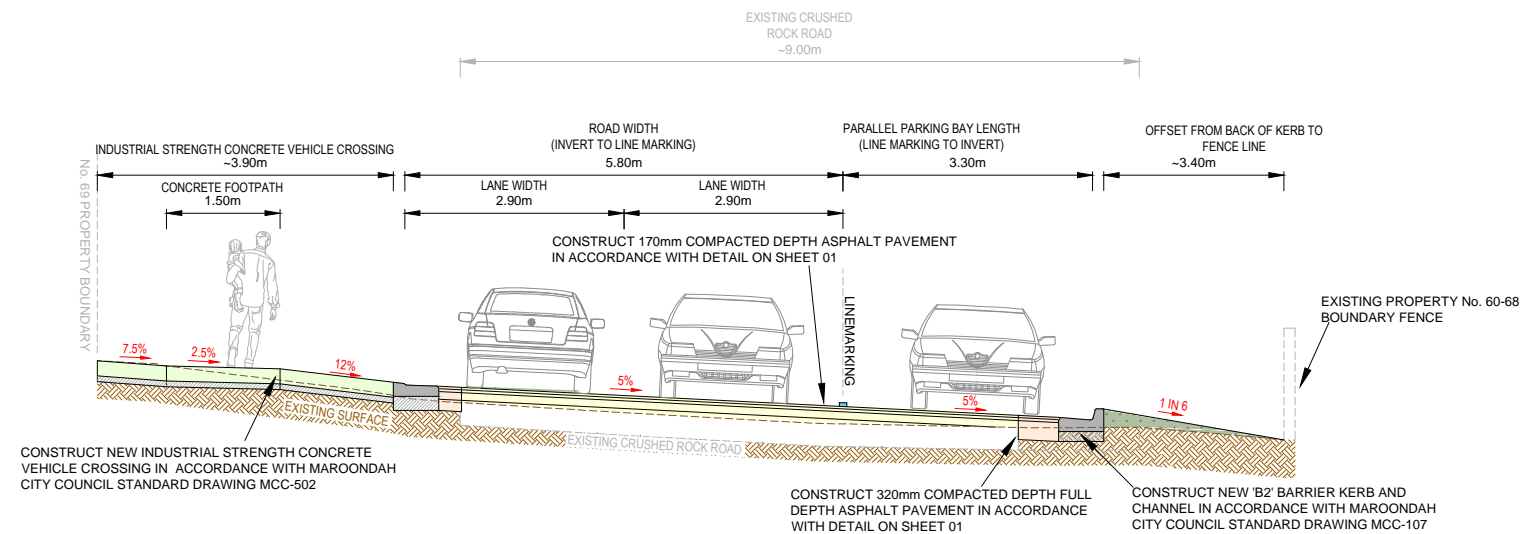 EXISTING CRUSHED
ROCK ROAD
~9.00m
INDUSTRIAL STRENGTH CONCRETE VEHICLE CROSSING
~3.90m
ROAD WIDTH
(INVERT TO LINE MARKING)
5.80m
PARALLEL PARKING BAY LENGTH
(LINE MARKING TO INVERT)
3.30m
OFFSET FROM BACK OF KERB TO
FENCE LINE
~3.40m
CONCRETE FOOTPATH
1.50m
LANE WIDTH
2.90m
LANE WIDTH
2.90m
No. 69 PROPERTY BOUNDARY
CONSTRUCT 170mm COMPACTED DEPTH ASPHALT PAVEMENT
IN ACCORDANCE WITH DETAIL ON SHEET 01
LINEMARKING
EXISTING PROPERTY No. 60-68
BOUNDARY FENCE
7.5%
2.5%
12%
5%
5%
1 IN 6
EXISTING SURFACE
EXISTING CRUSHED ROCK ROAD
CONSTRUCT NEW INDUSTRIAL STRENGTH CONCRETE
VEHICLE CROSSING IN ACCORDANCE WITH MAROONDAH
CITY COUNCIL STANDARD DRAWING MCC-502
CONSTRUCT 320mm COMPACTED DEPTH FULL
DEPTH ASPHALT PAVEMENT IN ACCORDANCE
WITH DETAIL ON SHEET 01
CONSTRUCT NEW 'B2' BARRIER KERB AND
CHANNEL IN ACCORDANCE WITH MAROONDAH
CITY COUNCIL STANDARD DRAWING MCC-107